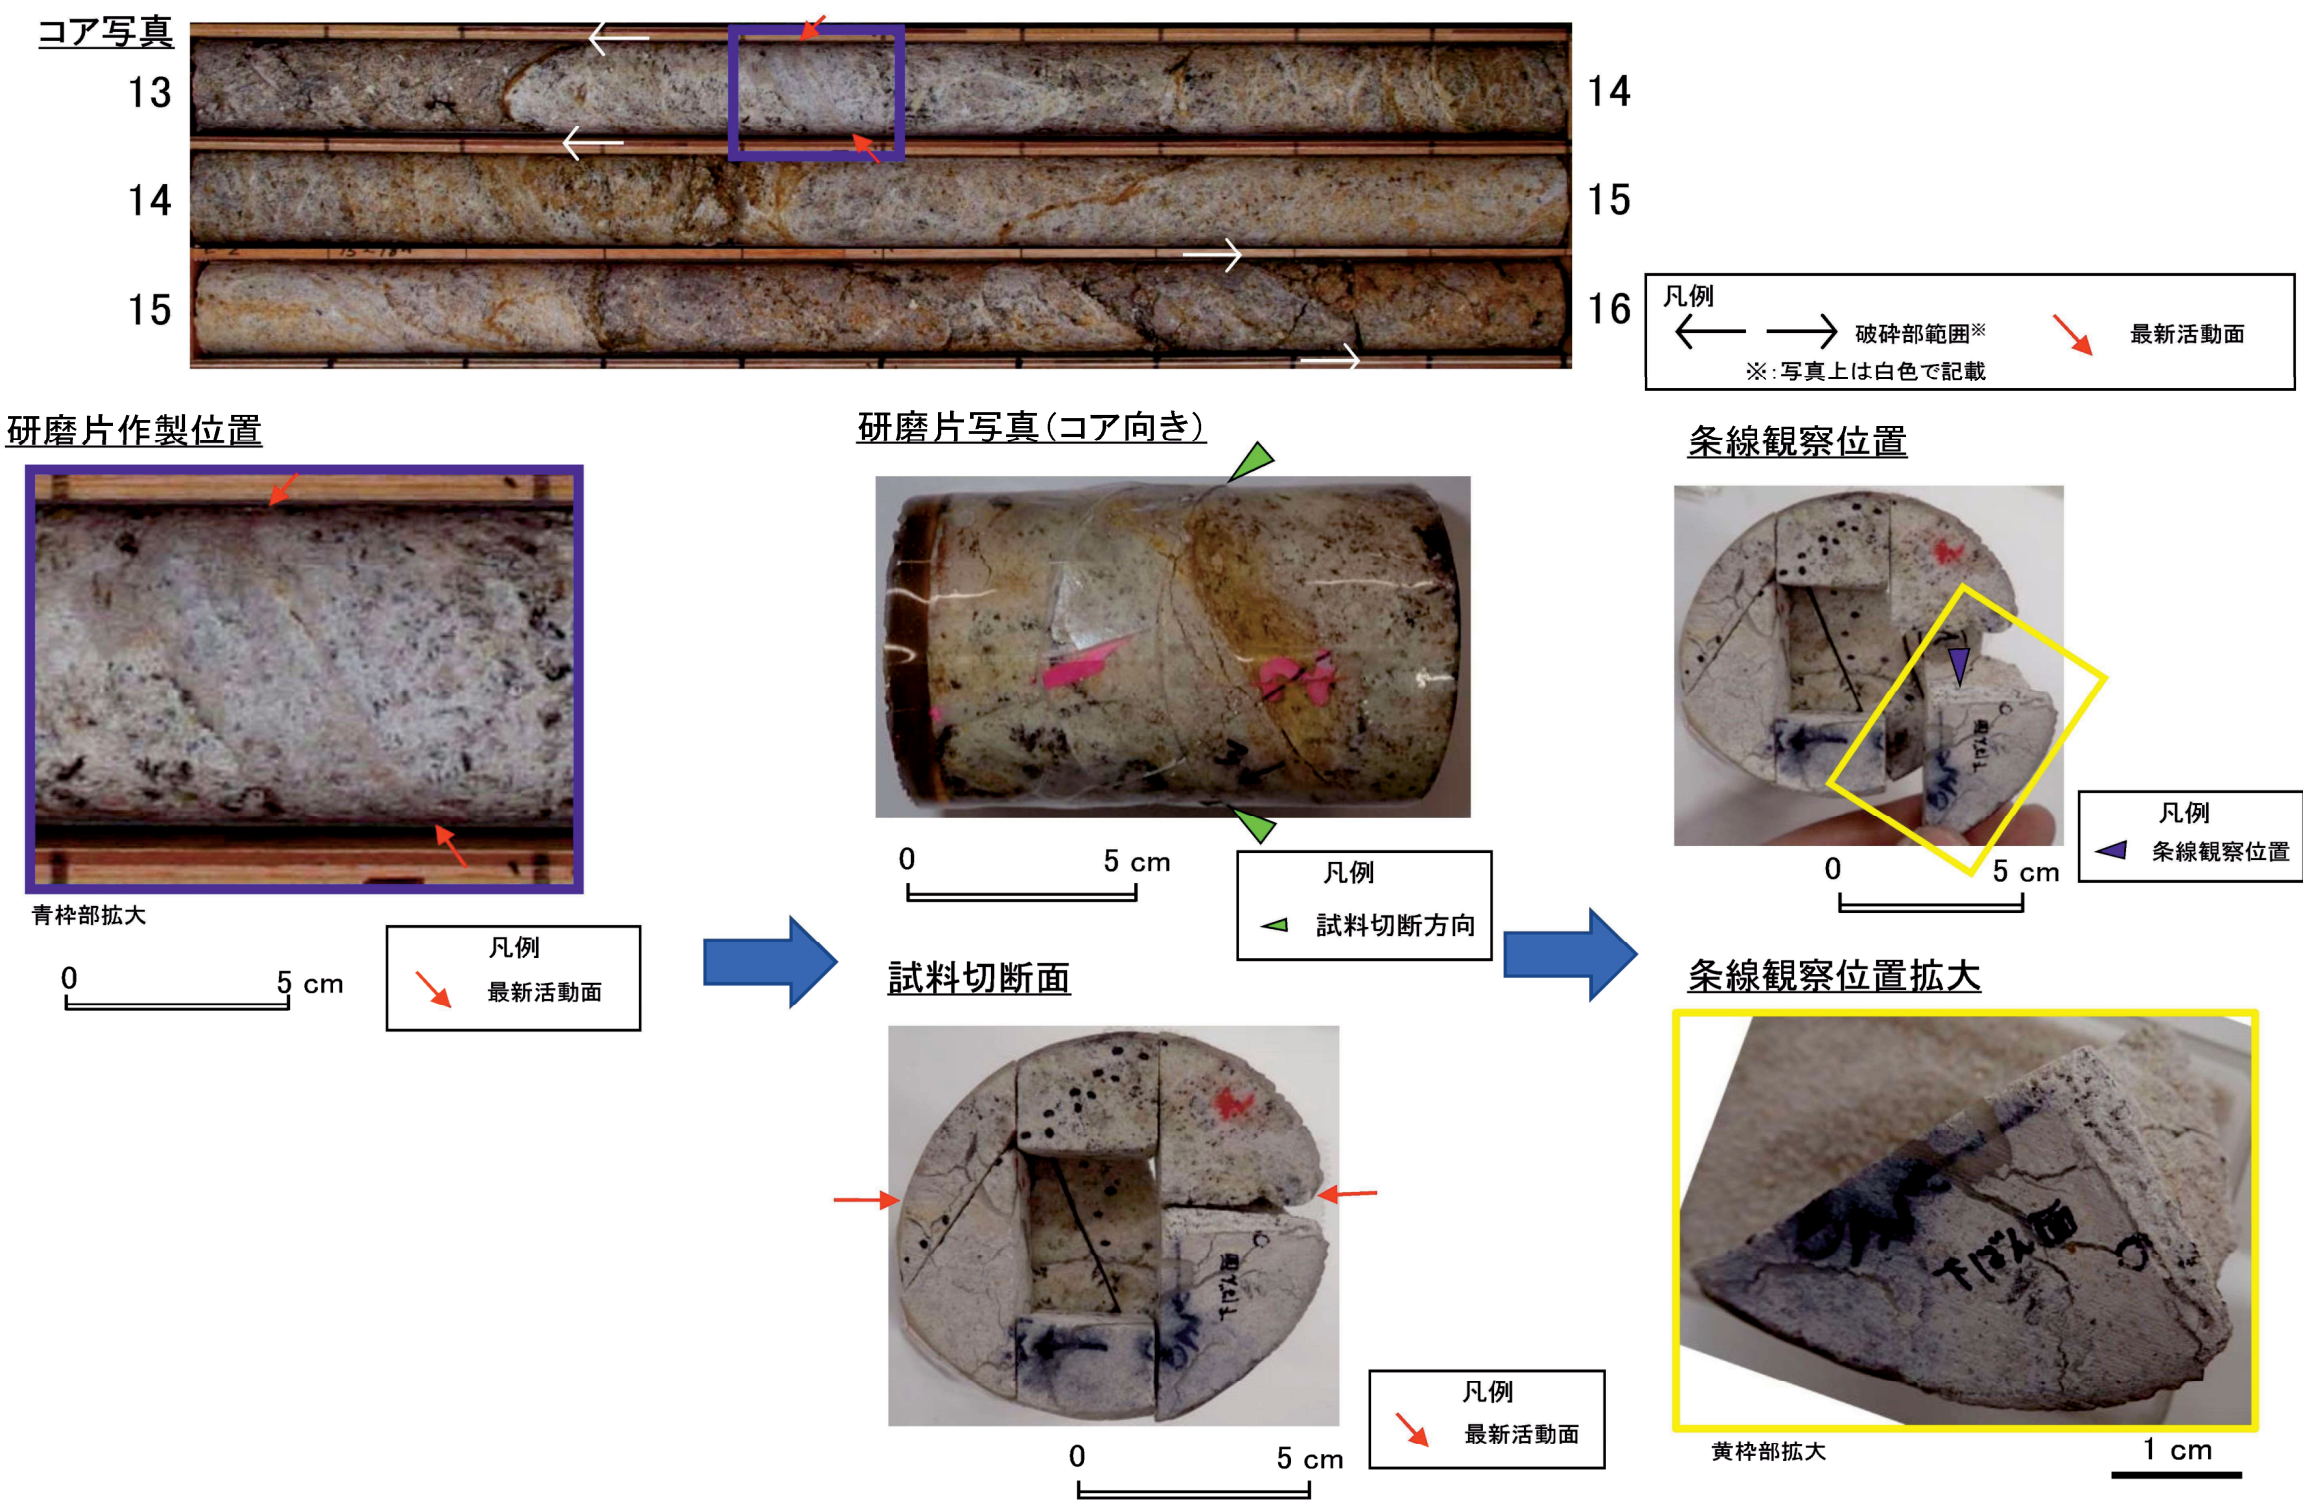 コア写真
13
14
14
15
15
16
凡例
破砕部範囲※
最新活動面
※:写真上は白色で記載
研磨片作製位置
青枠部拡大
0 5 cm
凡例
最新活動面
研磨片写真(コア向き)
0 5 cm
凡例
試料切断方向
試料切断面
0 5 cm
凡例
最新活動面
条線観察位置
0 5 cm
凡例
条線観察位置
条線観察位置拡大
下ばん面
黄枠部拡大
1 cm